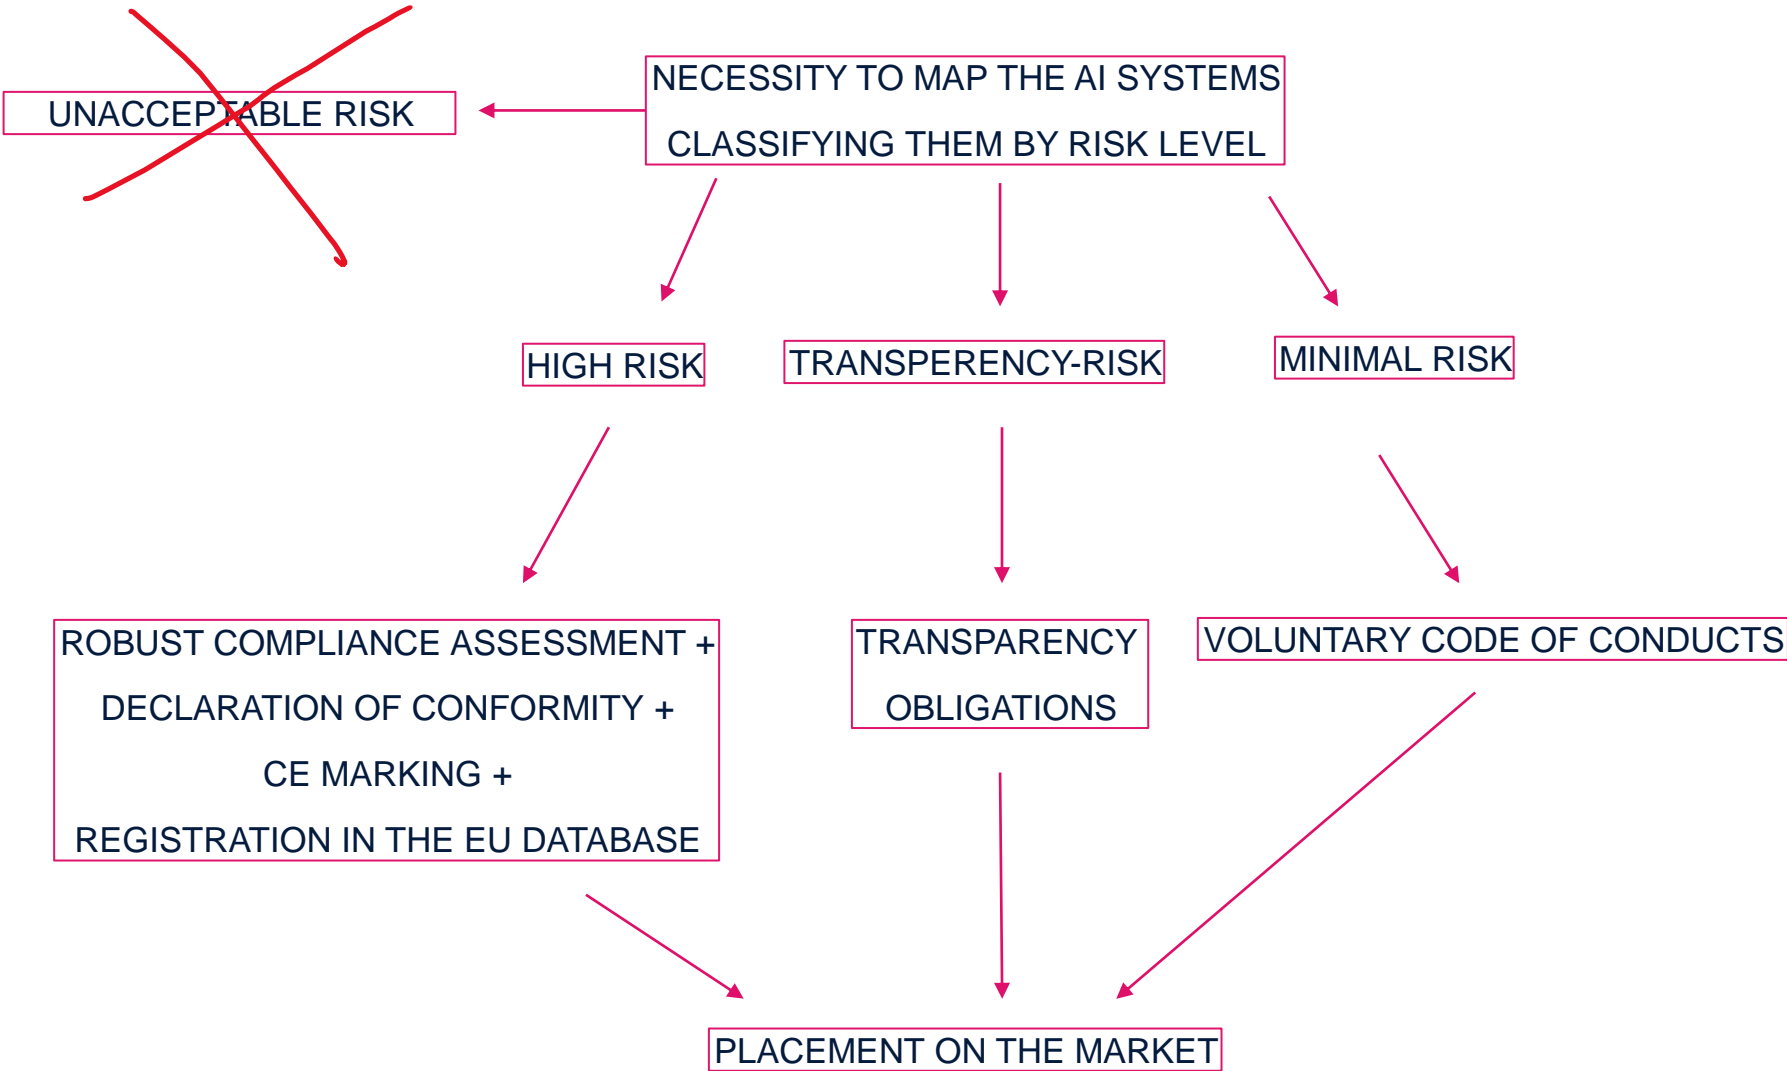 NECESSITY TO MAP THE AI SYSTEMS
CLASSIFYING THEM BY RISK LEVEL
UNACCEPTABLE RISK
HIGH RISK
TRANSPERENCY-RISK
MINIMAL RISK
ROBUST COMPLIANCE ASSESSMENT +
DECLARATION OF CONFORMITY +
CE MARKING +
REGISTRATION IN THE EU DATABASE
TRANSPARENCY
OBLIGATIONS
VOLUNTARY CODE OF CONDUCTS
PLACEMENT ON THE MARKET